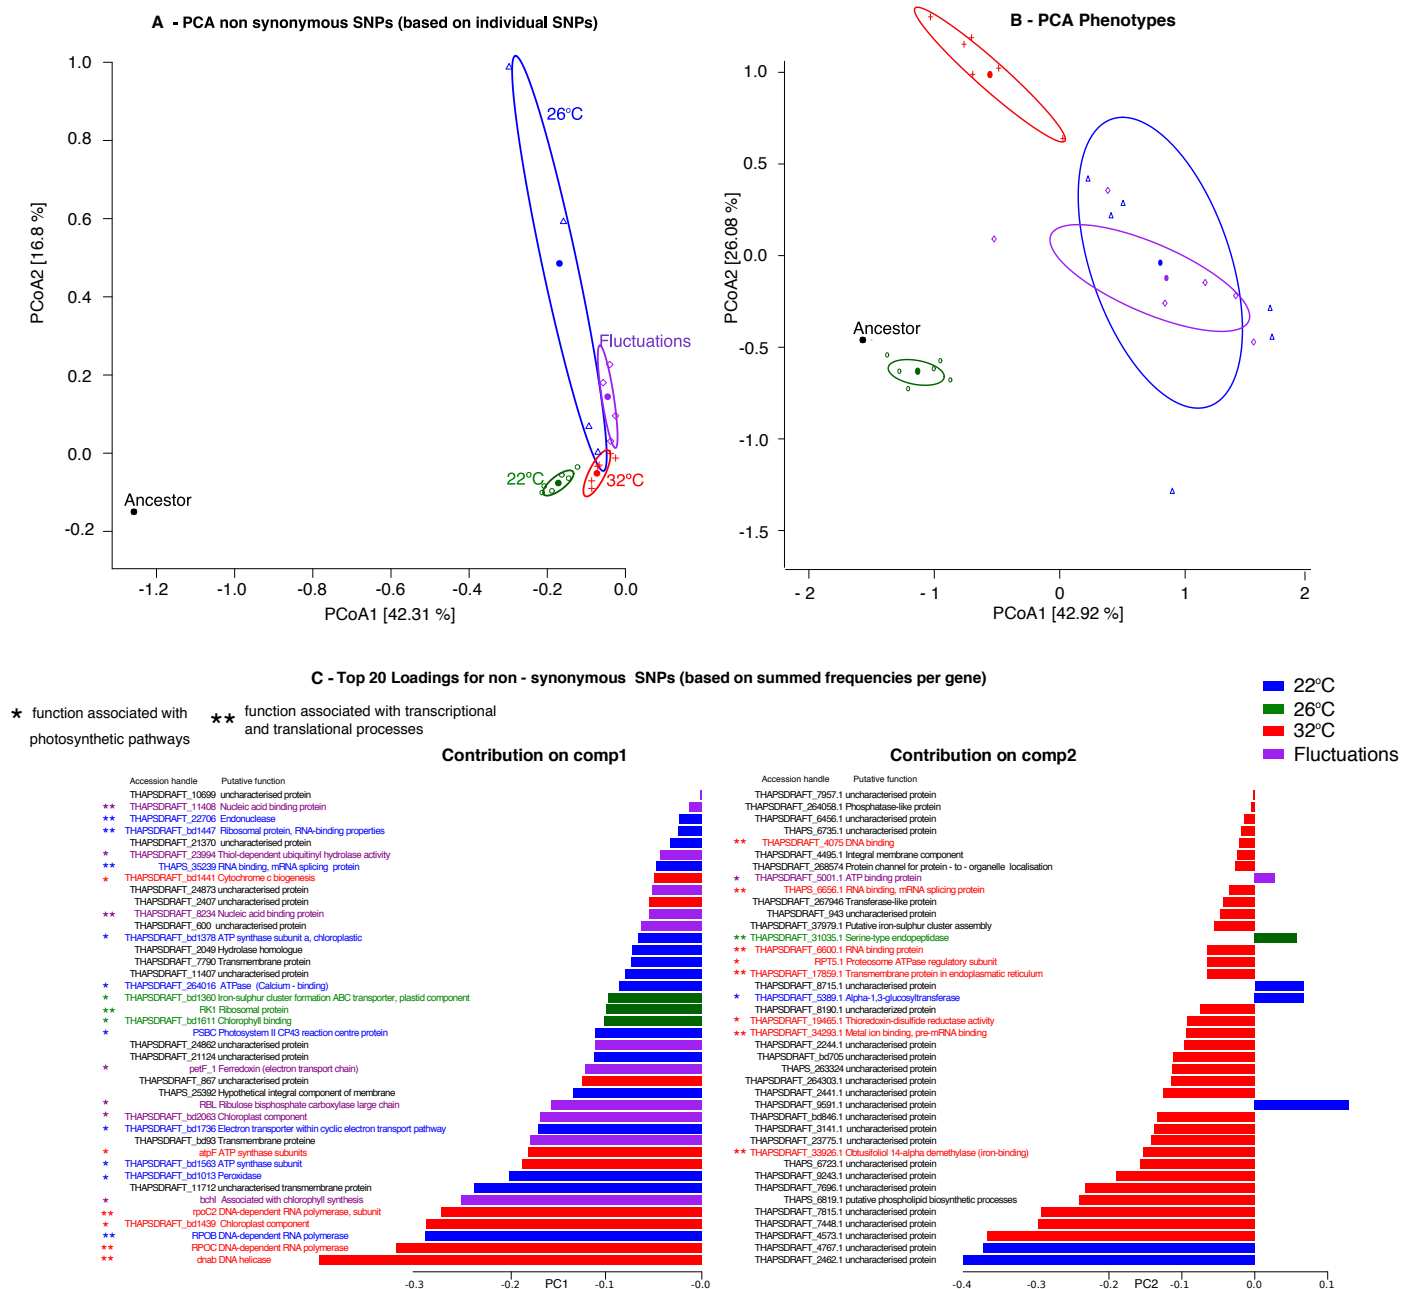 A - PCA non synonymous SNPs (based on individual SNPs)
1.0
0.8
0.6
0.4
0.2
0.0
-0.2
PCoA2 [16.8 %]
26°C
Fluctuations
22°C
32°C
Ancestor
-1.2 -1.0 -0.8 -0.6 -0.4 -0.2 0.0
PCoA1 [42.31 %]
B - PCA Phenotypes
1.0
0.5
0.0
-0.5
-1.0
-1.5
PCoA2 [26.08 %]
Ancestor
- 2 - 1 0 1 2
PCoA1 [42.92 %]
C - Top 20 Loadings for non - synonymous SNPs (based on summed frequencies per gene)
* function associated with
photosynthetic pathways
** function associated with transcriptional
and translational processes
22°C
26°C
32°C
Fluctuations
Contribution on comp1
Accession handle Putative function
THAPSDRAFT_10699 uncharacterised protein
** THAPSDRAFT_11408 Nucleic acid binding protein
** THAPSDRAFT_22706 Endonuclease
** THAPSDRAFT_bd1447 Ribosomal protein, RNA-binding properties
THAPSDRAFT_21370 uncharacterised protein
* THAPSDRAFT_23994 Thiol-dependent ubiquitinyl hydrolase activity
** THAPS_35239 RNA binding, mRNA splicing protein
* THAPSDRAFT_bd1441 Cytochrome c biogenesis
THAPSDRAFT_24873 uncharacterised protein
THAPSDRAFT_2407 uncharacterised protein
** THAPSDRAFT_8234 Nucleic acid binding protein
THAPSDRAFT_600 uncharacterised protein
* THAPSDRAFT_bd1378 ATP synthase subunit a, chloroplastic
THAPSDRAFT_2049 Hydrolase homologue
THAPSDRAFT_7790 Transmembrane protein
THAPSDRAFT_11407 uncharacterised protein
* THAPSDRAFT_264016 ATPase (Calcium - binding)
* THAPSDRAFT_bd1360 Iron-sulphur cluster formation ABC transporter, plastid component
** RK1 Ribosomal protein
* THAPSDRAFT_bd1611 Chlorophyll binding
* PSBC Photosystem II CP43 reaction centre protein
THAPSDRAFT_24862 uncharacterised protein
THAPSDRAFT_21124 uncharacterised protein
* petF_1 Ferredoxin (electron transport chain)
THAPSDRAFT_867 uncharacterised protein
THAPS_25392 Hypothetical integral component of membrane
* RBL Ribulose bisphosphate carboxylase large chain
* THAPSDRAFT_bd2063 Chloroplast component
* THAPSDRAFT_bd1736 Electron transporter within cyclic electron transport pathway
THAPSDRAFT_bd93 Transmembrane proteine
* atpF ATP synthase subunits
* THAPSDRAFT_bd1563 ATP synthase subunit
* THAPSDRAFT_bd1013 Peroxidase
THAPSDRAFT_11712 uncharacterised transmembrane protein
* bchI Associated with chlorophyll synthesis
** rpoC2 DNA-dependent RNA polymerase, subunit
* THAPSDRAFT_bd1439 Chloroplast component
** RPOB DNA-dependent RNA polymerase
** RPOC DNA-dependent RNA polymerase
** dnab DNA helicase
-0.3 -0.2 -0.1 -0.0
PC1
Contribution on comp2
Accession handle Putative function
THAPSDRAFT_7957.1 uncharacterised protein
THAPSDRAFT_264058.1 Phosphatase-like protein
THAPSDRAFT_6456.1 uncharacterised protein
THAPS_6735.1 uncharacterised protein
** THAPSDRAFT_4075 DNA binding
THAPSDRAFT_4495.1 Integral membrane component
THAPSDRAFT_268574 Protein channel for protein - to - organelle localisation
* THAPSDRAFT_5001.1 ATP binding protein
** THAPS_6656.1 RNA binding, mRNA splicing protein
THAPSDRAFT_267946 Transferase-like protein
THAPSDRAFT_943 uncharacterised protein
THAPSDRAFT_37979.1 Putative iron-sulphur cluster assembly
** THAPSDRAFT_31035.1 Serine-type endopeptidase
** THAPSDRAFT_6600.1 RNA binding protein
* RPT5.1 Proteosome ATPase regulatory subunit
** THAPSDRAFT_17859.1 Transmembrane protein in endoplasmatic reticulum
THAPSDRAFT_8715.1 uncharacterised protein
* THAPSDRAFT_5389.1 Alpha-1,3-glucosyltransferase
THAPSDRAFT_8190.1 uncharacterized protein
* THAPSDRAFT_19465.1 Thioredoxin-disulfide reductase activity
** THAPSDRAFT_34293.1 Metal ion binding, pre-mRNA binding
THAPSDRAFT_2244.1 uncharacterised protein
THAPSDRAFT_bd705 uncharacterised protein
THAPS_263324 uncharacterised protein
THAPSDRAFT_264303.1 uncharacterised protein
THAPSDRAFT_2441.1 uncharacterised protein
THAPSDRAFT_9591.1 uncharacterised protein
THAPSDRAFT_bd846.1 uncharacterised protein
THAPSDRAFT_3141.1 uncharacterised protein
THAPSDRAFT_23775.1 uncharacterised protein
** THAPSDRAFT_33926.1 Obtusifoliol 14-alpha demethylase (iron-binding)
THAPS_6723.1 uncharacterised protein
THAPSDRAFT_9243.1 uncharacterised protein
THAPSDRAFT_7696.1 uncharacterised protein
THAPS_6819.1 putative phospholipid biosynthetic processes
THAPSDRAFT_7815.1 uncharacterised protein
THAPSDRAFT_7448.1 uncharacterised protein
THAPSDRAFT_4573.1 uncharacterised protein
THAPSDRAFT_4767.1 uncharacterised protein
THAPSDRAFT_2462.1 uncharacterised protein
-0.4 -0.3 -0.2 -0.1 0.0 0.1
PC2